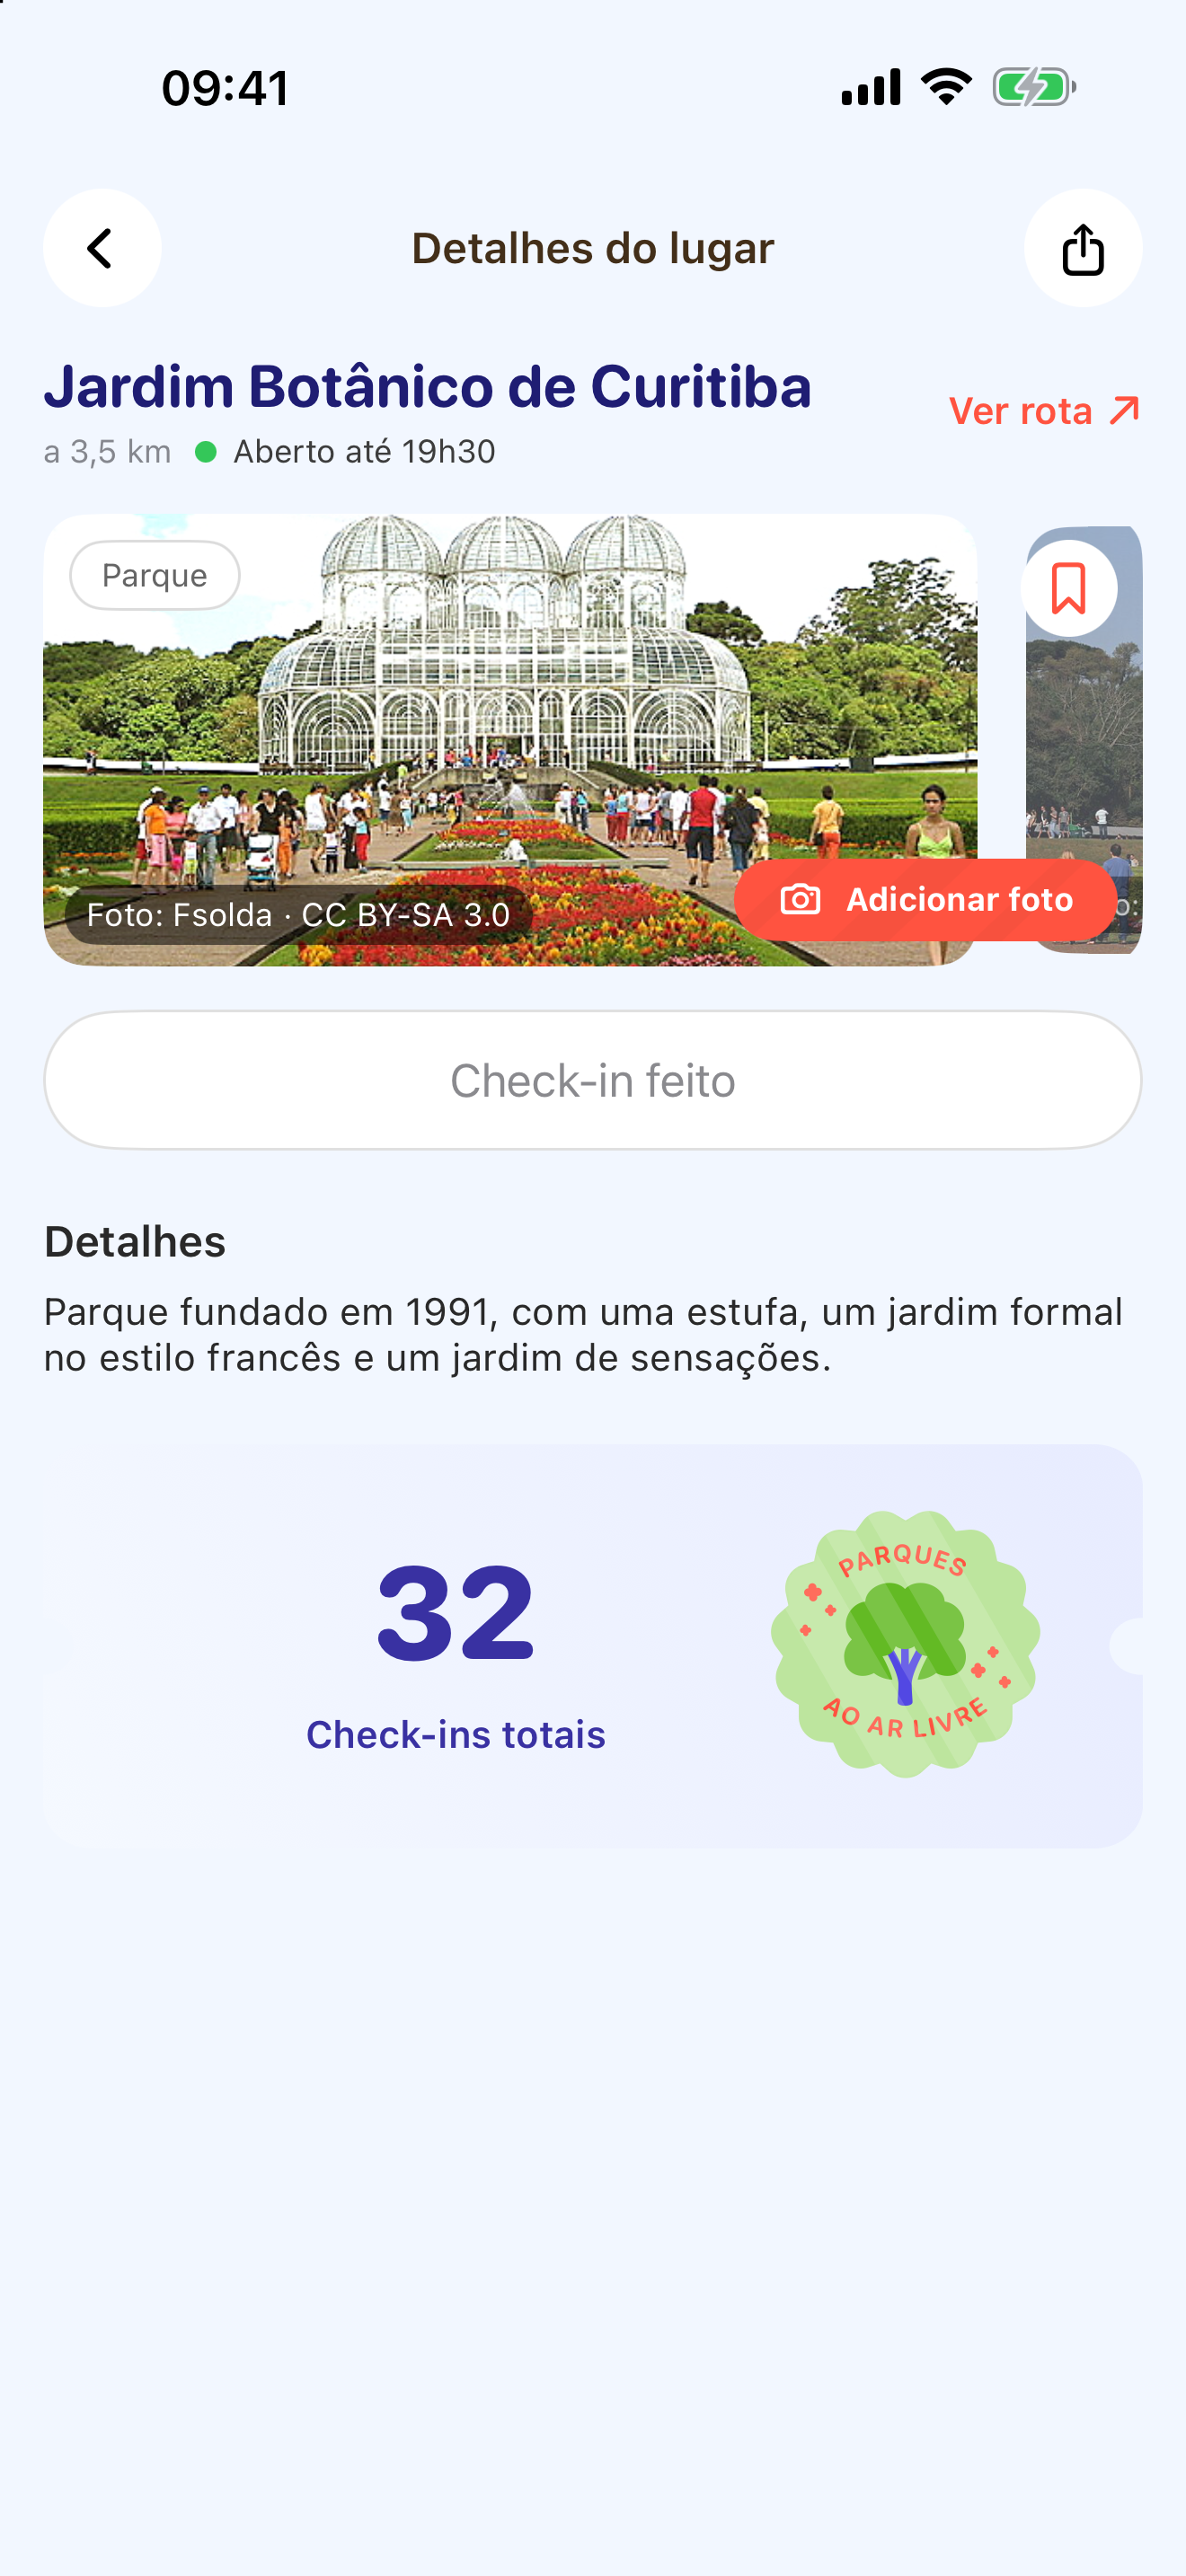 09:41
Detalhes do lugar
Jardim Botânico de Curitiba
Ver rota
a 3,5 km
Aberto até 19h30
Parque
Foto: Fsolda · CC BY-SA 3.0
Adicionar foto
o:
Check-in feito
Detalhes
Parque fundado em 1991, com uma estufa, um jardim formal
no estilo francês e um jardim de sensações.
32
Check-ins totais
PARQUES
AO AR LIVRE